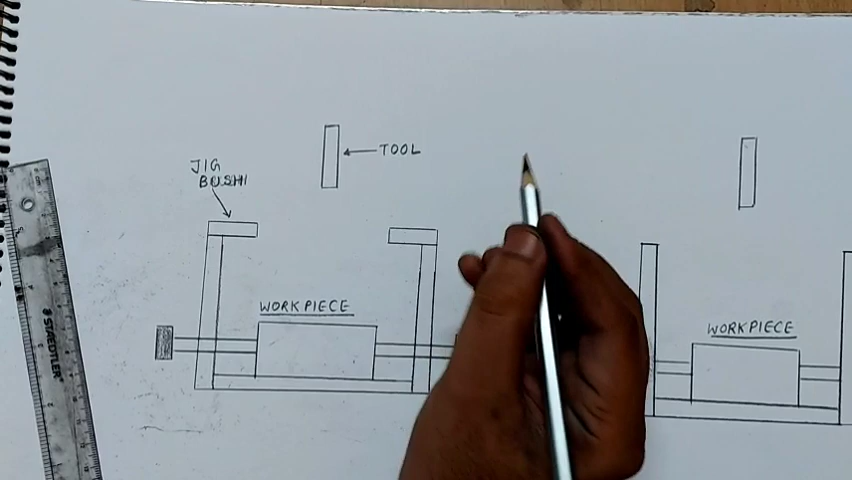 JIG
BUSH
TOOL
WORKPIECE
WORKPIECE
STAEDTLER